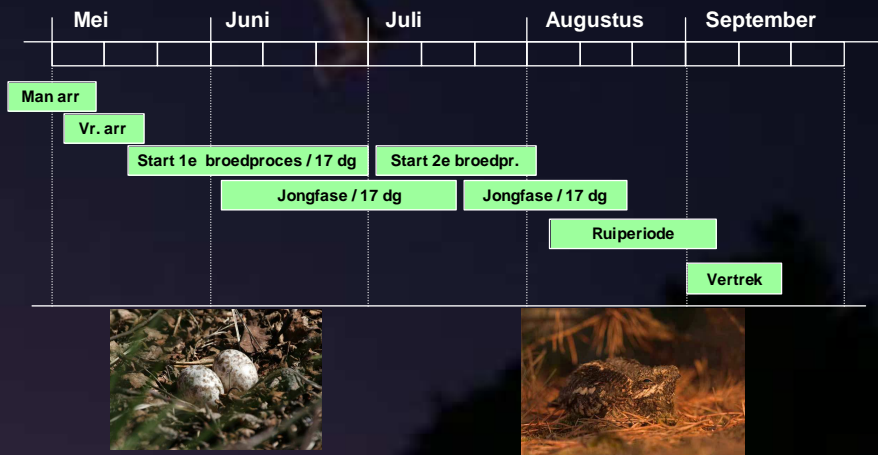 Mei Juni Juli Augustus September
Man arr
Vr. arr
Start 1e broedproces / 17 dg Start 2e broedpr.
Jongfase / 17 dg Jongfase / 17 dg
Ruiperiode
Vertrek